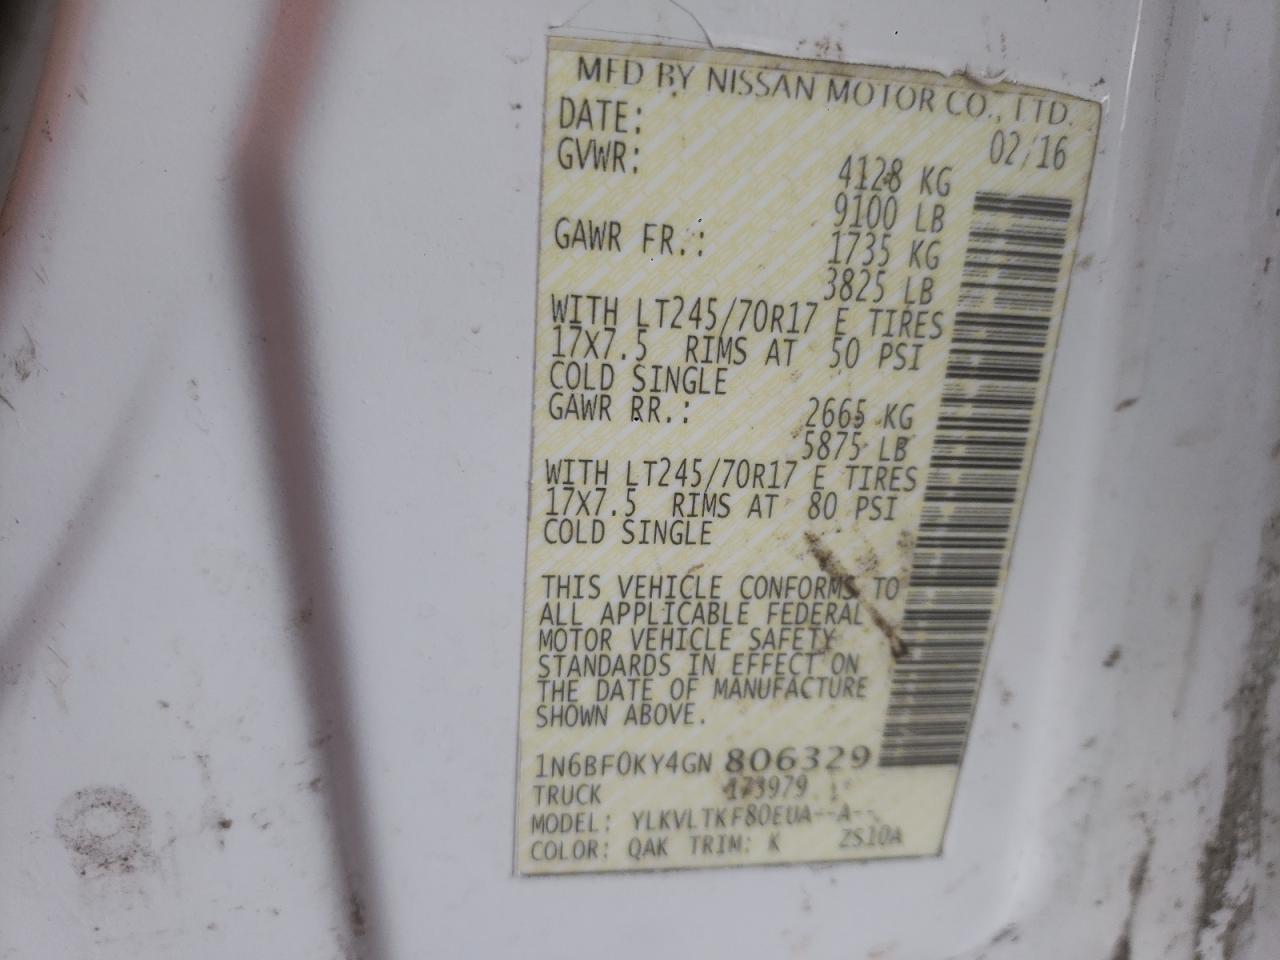 MFD BY NISSAN MOTOR CO., LTD.
DATE: 02/16
GVWR: 4128 KG
9100 LB
GAWR FR.: 1735 KG
3825 LB
WITH LT245/70R17 E TIRES
17X7.5 RIMS AT 50 PSI
COLD SINGLE
GAWR RR.: 2665 KG
5875 LB
WITH LT245/70R17 E TIRES
17X7.5 RIMS AT 80 PSI
COLD SINGLE
THIS VEHICLE CONFORMS TO
ALL APPLICABLE FEDERAL
MOTOR VEHICLE SAFETY
STANDARDS IN EFFECT ON
THE DATE OF MANUFACTURE
SHOWN ABOVE.
1N6BF0KY4GN 806329
TRUCK 173979
MODEL: YLKVLTKF80EUA--A--
COLOR: QAK TRIM: K ZS10A